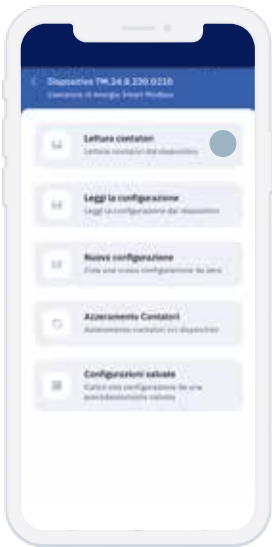 Dispositivo 7M.24.8.230.0210
Contatore di energia Smart Modbus
Lettura contatori
Lettura contatori dal dispositivo
Leggi la configurazione
Leggi la configurazione dal dispositivo
Nuova configurazione
Crea una nuova configurazione da zero
Azzeramento Contatori
Azzeramento contatori sul dispositivo
Configurazioni salvate
Carica una configurazione da una
precedentemente salvata